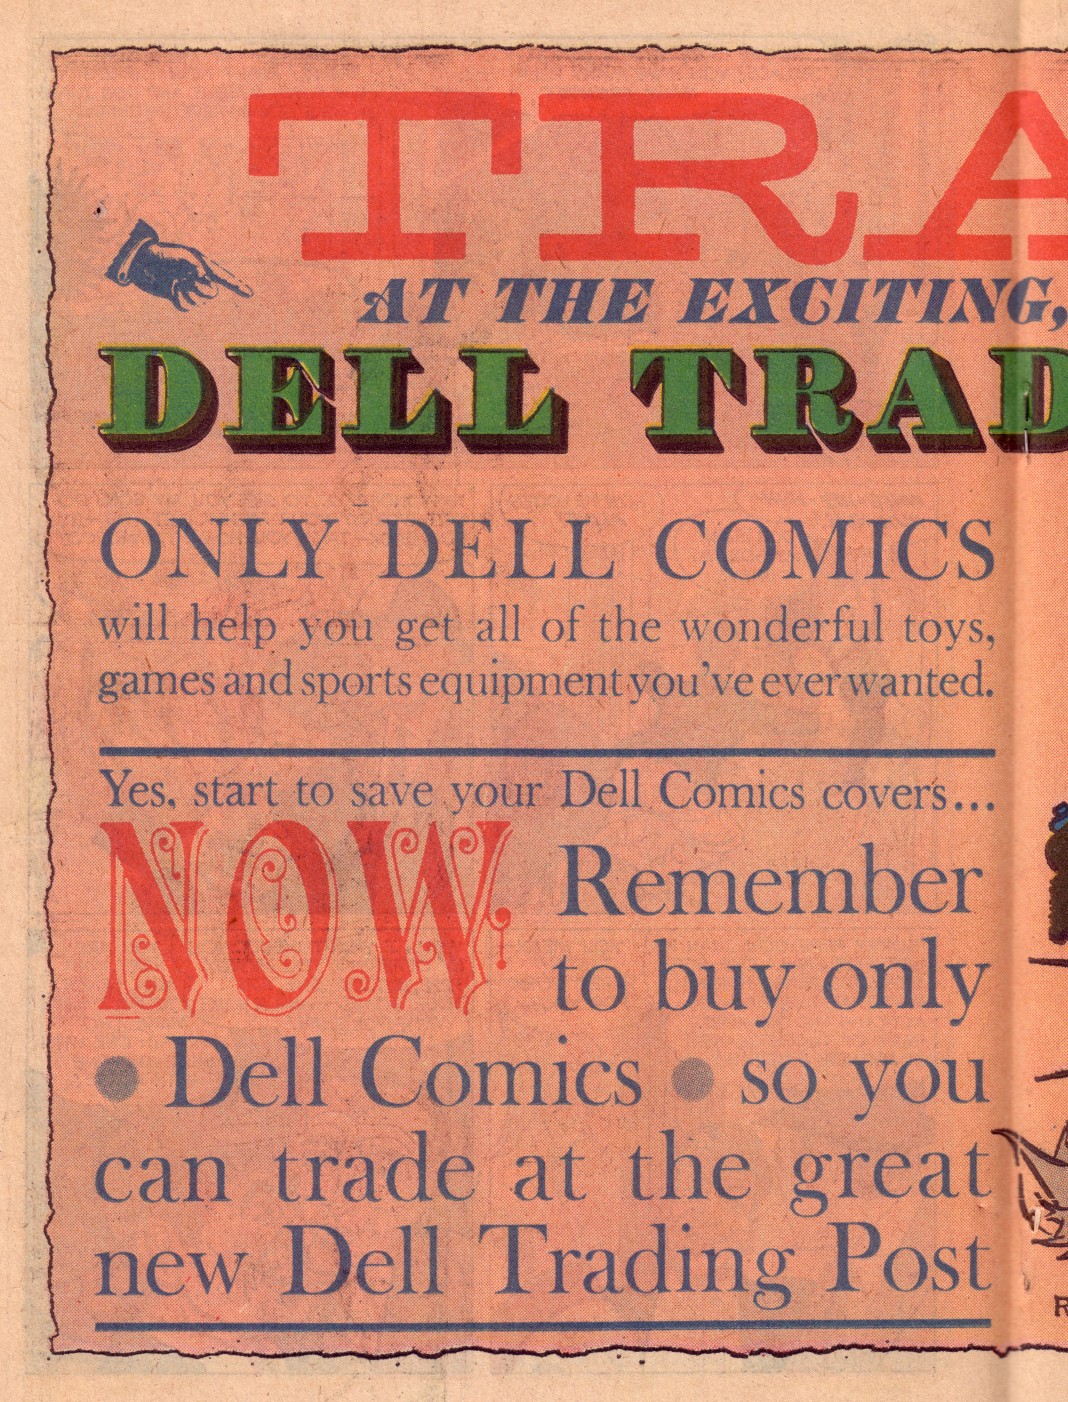 TRA
AT THE EXCITING,
DELL TRAD
ONLY DELL COMICS
will help you get all of the wonderful toys,
games and sports equipment you've ever wanted.
Yes, start to save your Dell Comics covers...
NOW Remember
to buy only
• Dell Comics • so you
can trade at the great
new Dell Trading Post
R